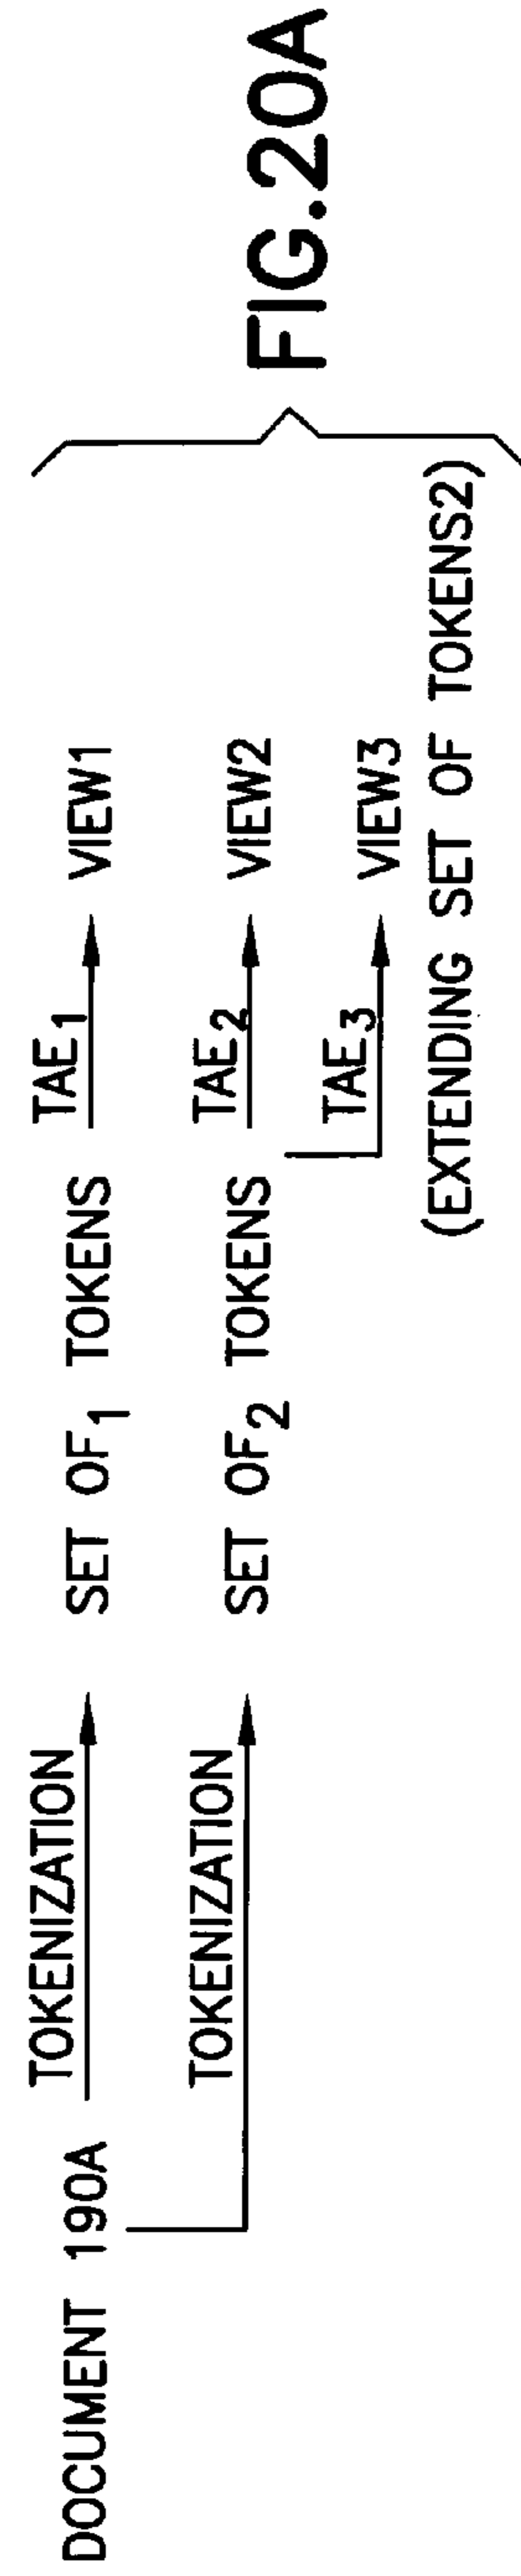 DOCUMENT 190A
TOKENIZATION
SET OF₁ TOKENS
TAE₁
VIEW1
TOKENIZATION
SET OF₂ TOKENS
TAE₂
VIEW2
TAE₃
VIEW3
(EXTENDING SET OF TOKENS2)
FIG.20A